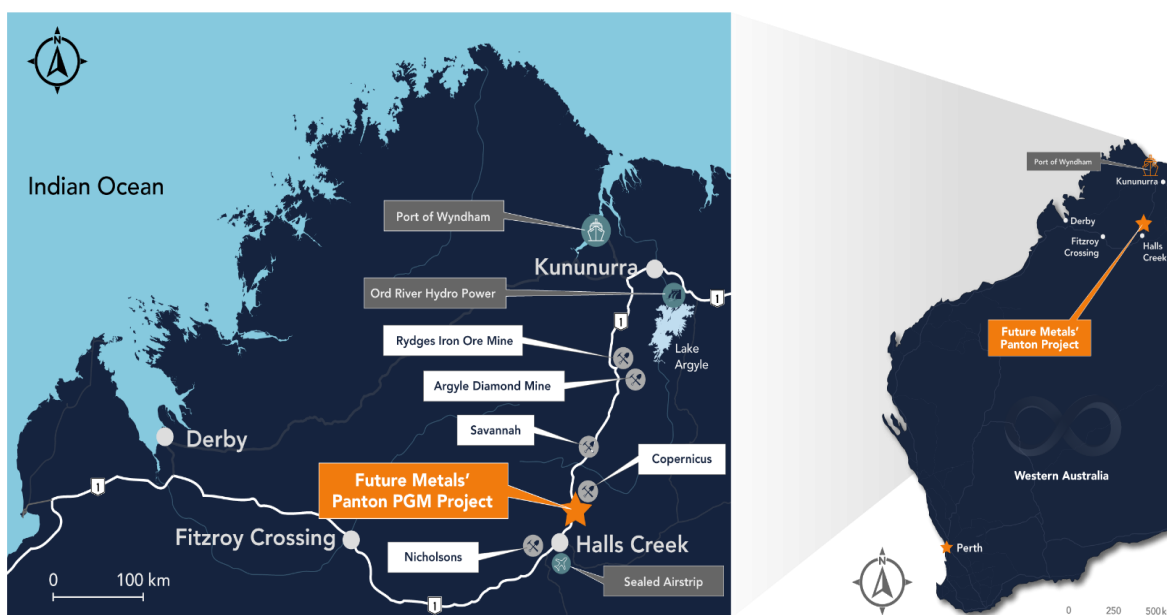 N
Indian Ocean
Port of Wyndham
Kununurra
Ord River Hydro Power
1
1
Rydges Iron Ore Mine
Lake
Argyle
Argyle Diamond Mine
Savannah
Derby
Copernicus
Future Metals'
Panton PGM Project
1
Fitzroy Crossing
Halls Creek
Nicholsons
Sealed Airstrip
0 100 km
1
Port of Wyndham
Kununurra
Derby
Fitzroy
Crossing
Halls
Creek
Future Metals'
Panton Project
Western Australia
Perth
N
0 250 500k